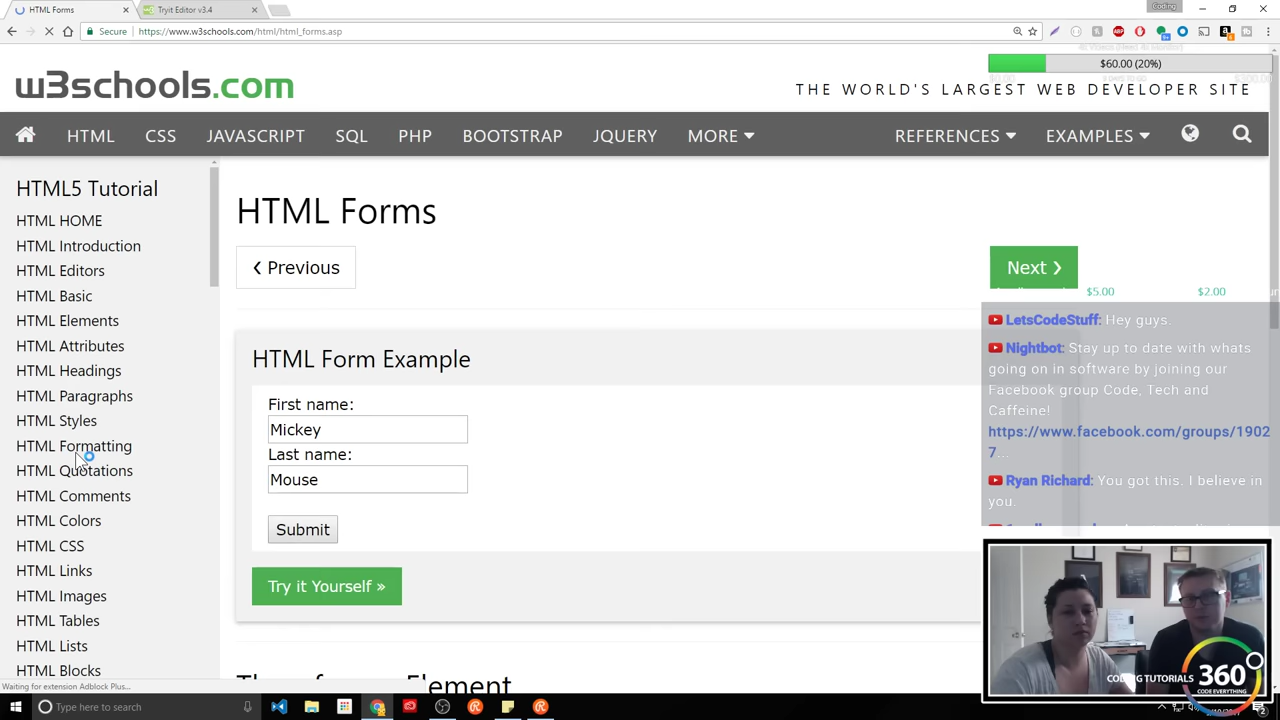 HTML Forms
Tryit Editor v3.4
Coding
Secure
https://www.w3schools.com/html/html_forms.asp
$60.00 (20%)
w3schools.com
THE WORLD'S LARGEST WEB DEVELOPER SITE
HTML
CSS
JAVASCRIPT
SQL
PHP
BOOTSTRAP
JQUERY
MORE
REFERENCES
EXAMPLES
HTML5 Tutorial
HTML HOME
HTML Introduction
HTML Editors
HTML Basic
HTML Elements
HTML Attributes
HTML Headings
HTML Paragraphs
HTML Styles
HTML Formatting
HTML Quotations
HTML Comments
HTML Colors
HTML CSS
HTML Links
HTML Images
HTML Tables
HTML Lists
HTML Blocks
HTML Forms
❮ Previous
Next ❯
HTML Form Example
First name:
Mickey
Last name:
Mouse
Submit
Try it Yourself »
Element
$5.00
$2.00
LetsCodeStuff: Hey guys.
Nightbot: Stay up to date with whats
going on in software by joining our
Facebook group Code, Tech and
Caffeine!
https://www.facebook.com/groups/1902
7...
Ryan Richard: You got this. I believe in
you.
CODING TUTORIALS 360
CODE EVERYTHING
Waiting for extension Adblock Plus...
Type here to search